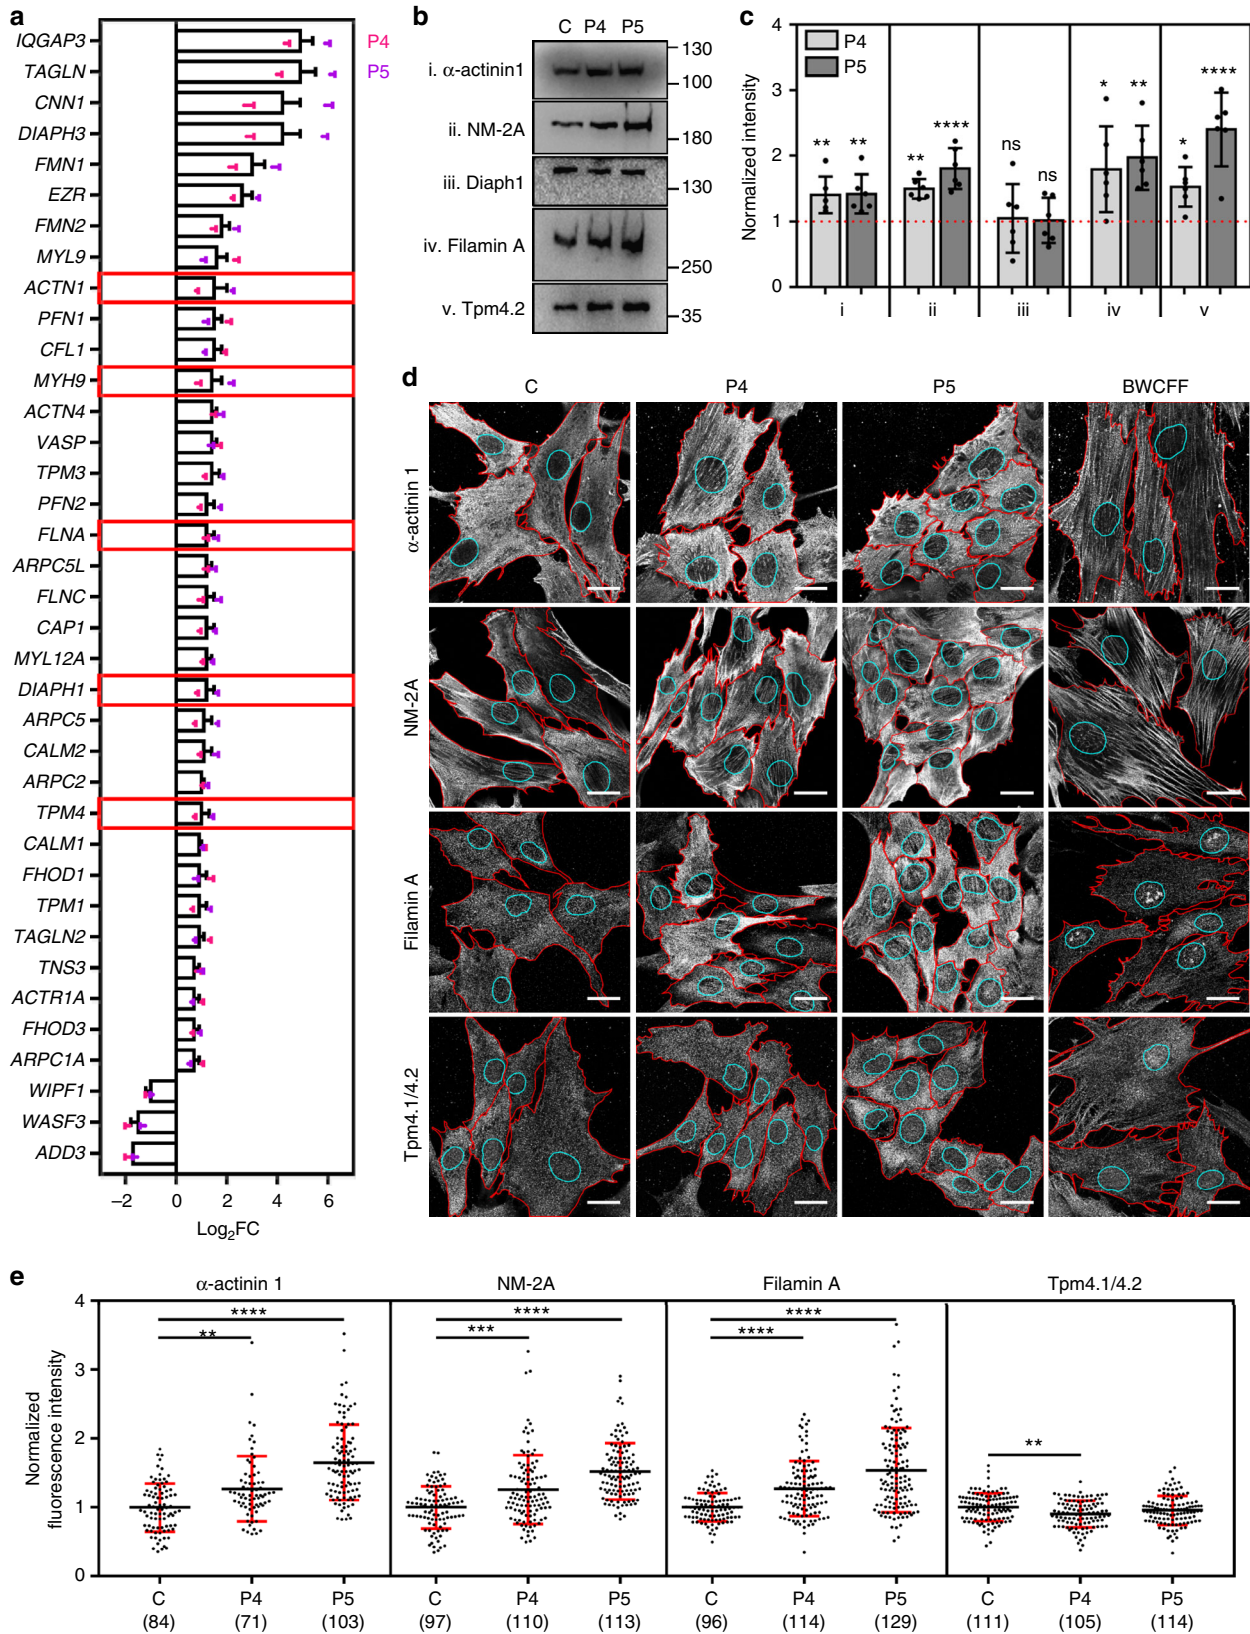 a
IQGAP3
TAGLN
CNN1
DIAPH3
FMN1
EZR
FMN2
MYL9
ACTN1
PFN1
CFL1
MYH9
ACTN4
VASP
TPM3
PFN2
FLNA
ARPC5L
FLNC
CAP1
MYL12A
DIAPH1
ARPC5
CALM2
ARPC2
TPM4
CALM1
FHOD1
TPM1
TAGLN2
TNS3
ACTR1A
FHOD3
ARPC1A
WIPF1
WASF3
ADD3
P4
P5
−2 0 2 4 6
Log₂FC
b
C P4 P5
i. α-actinin1
130
100
ii. NM-2A
180
iii. Diaph1
130
iv. Filamin A
250
v. Tpm4.2
35
c
Normalized intensity
4
3
2
1
0
P4
P5
** ** ** **** ns ns * ** * ****
i ii iii iv v
d
C P4 P5 BWCFF
α-actinin 1
NM-2A
Filamin A
Tpm4.1/4.2
e
α-actinin 1 NM-2A Filamin A Tpm4.1/4.2
Normalized
fluorescence intensity
4
3
2
1
0
**** **** ****
** *** ****
**
C P4 P5 C P4 P5 C P4 P5 C P4 P5
(84) (71) (103) (97) (110) (113) (96) (114) (129) (111) (105) (114)